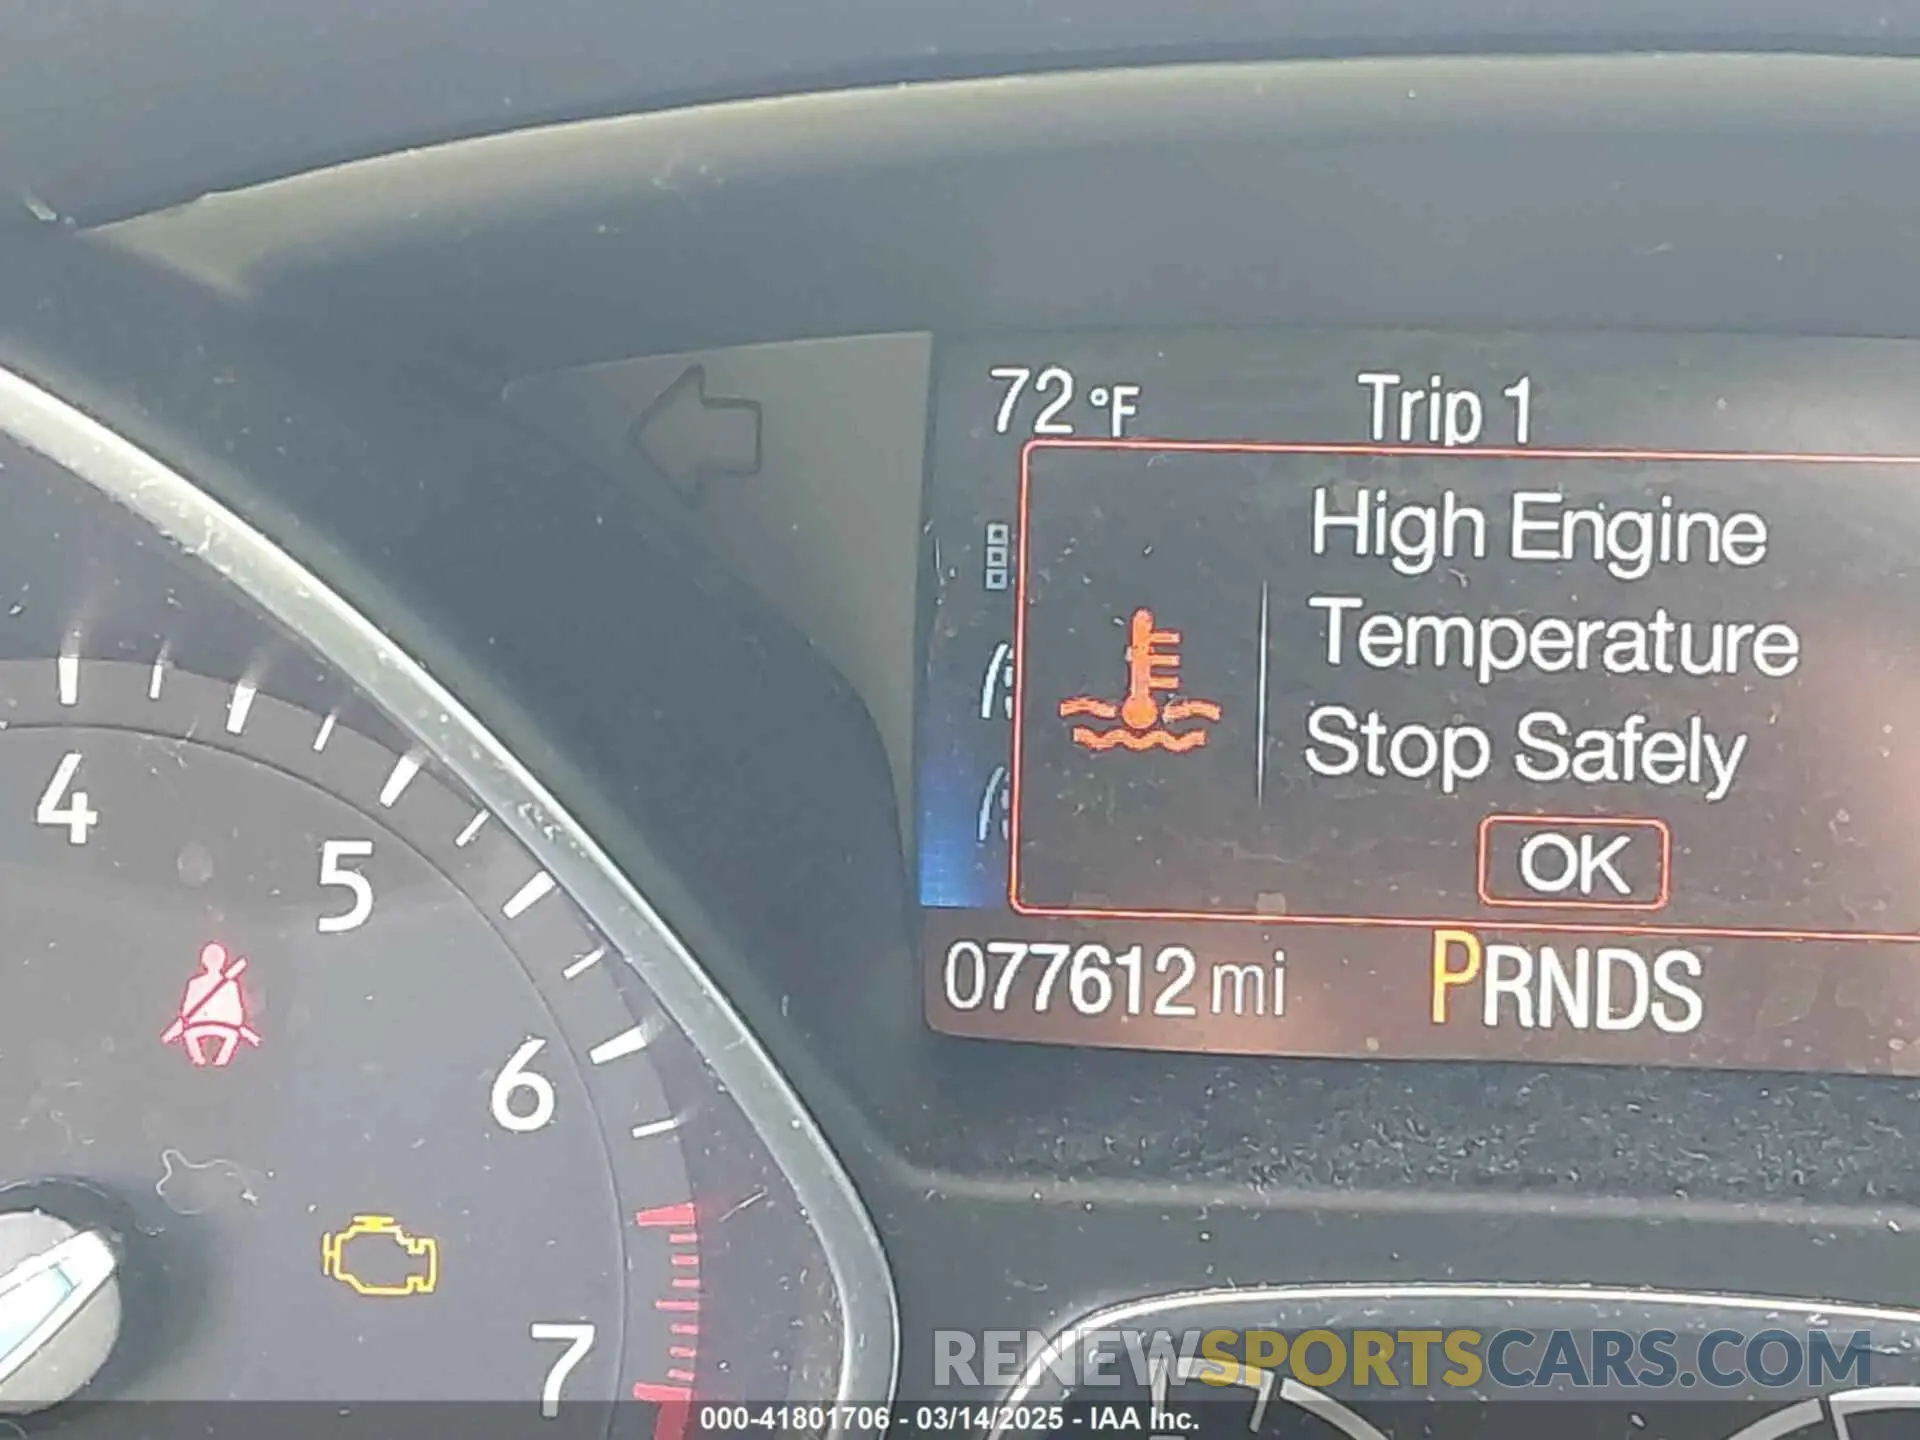 72 °F Trip 1
High Engine
Temperature
Stop Safely
OK
077612 mi PRNDS
4
5
6
7
RENEWSPORTSCARS.COM
000-41801706 - 03/14/2025 - IAA Inc.